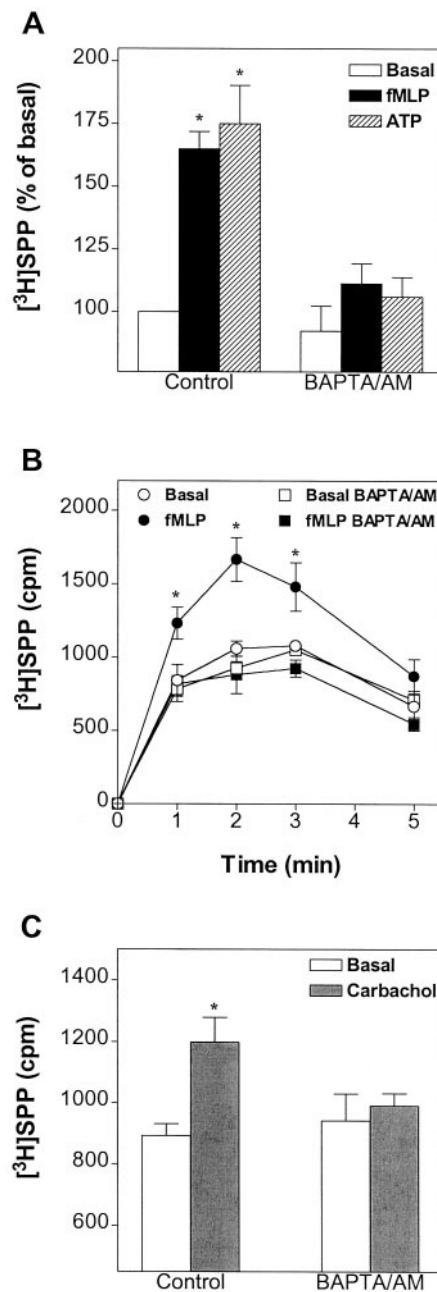 A
[³H]SPP (% of basal)
200
175
150
125
100
Basal
fMLP
ATP
*
*
Control
BAPTA/AM
B
[³H]SPP (cpm)
2000
1500
1000
500
0
Basal
Basal BAPTA/AM
fMLP
fMLP BAPTA/AM
*
*
*
0
1
2
3
5
Time (min)
C
[³H]SPP (cpm)
1400
1200
1000
800
600
Basal
Carbachol
*
Control
BAPTA/AM